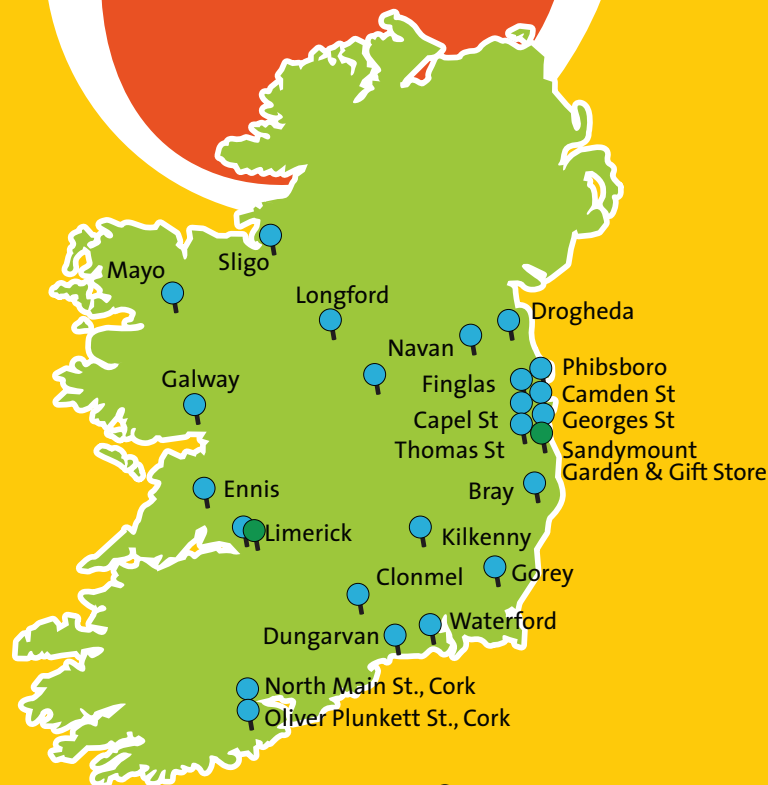 Sligo
Mayo
Longford
Drogheda
Navan
Phibsboro
Galway
Finglas
Camden St
Capel St
Georges St
Thomas St
Sandymount
Garden & Gift Store
Bray
Ennis
Limerick
Kilkenny
Clonmel
Gorey
Waterford
Dungarvan
North Main St., Cork
Oliver Plunkett St., Cork